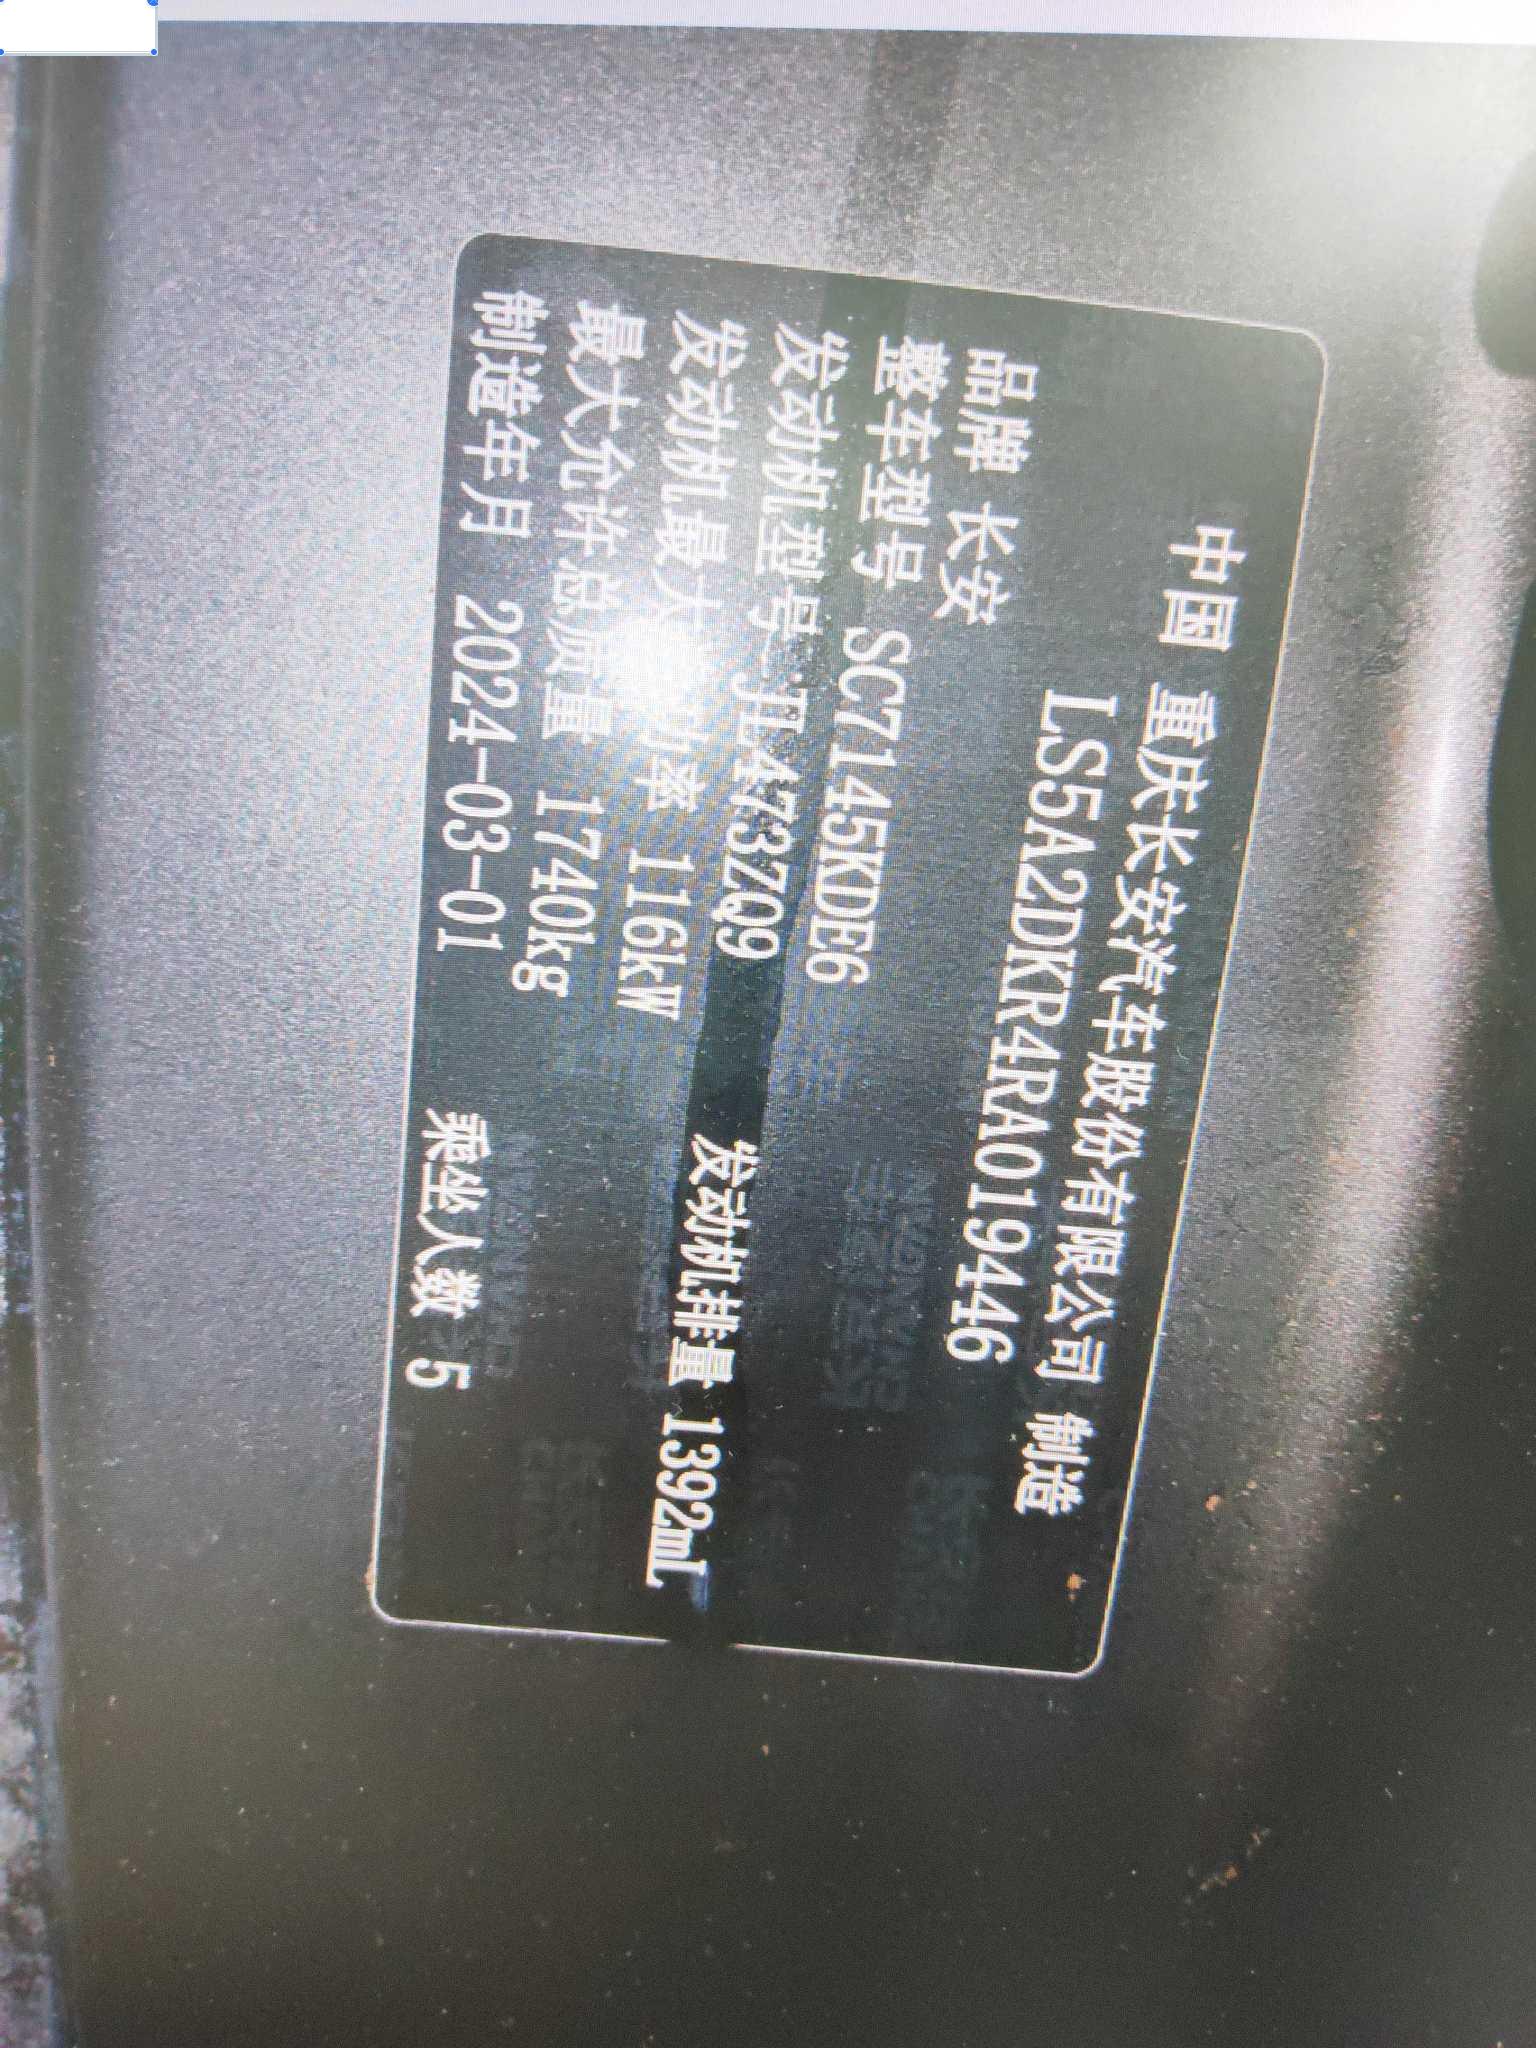 中国 重庆长安汽车股份有限公司 制造
LS5A2DKR4RA019446
品牌 长安
整车型号 SC7145KDE6
发动机型号 JL473ZQ9 发动机排量 1392mL
发动机最大功率 116kW
最大允许总质量 1740kg
制造年月 2024-03-01 乘坐人数 5